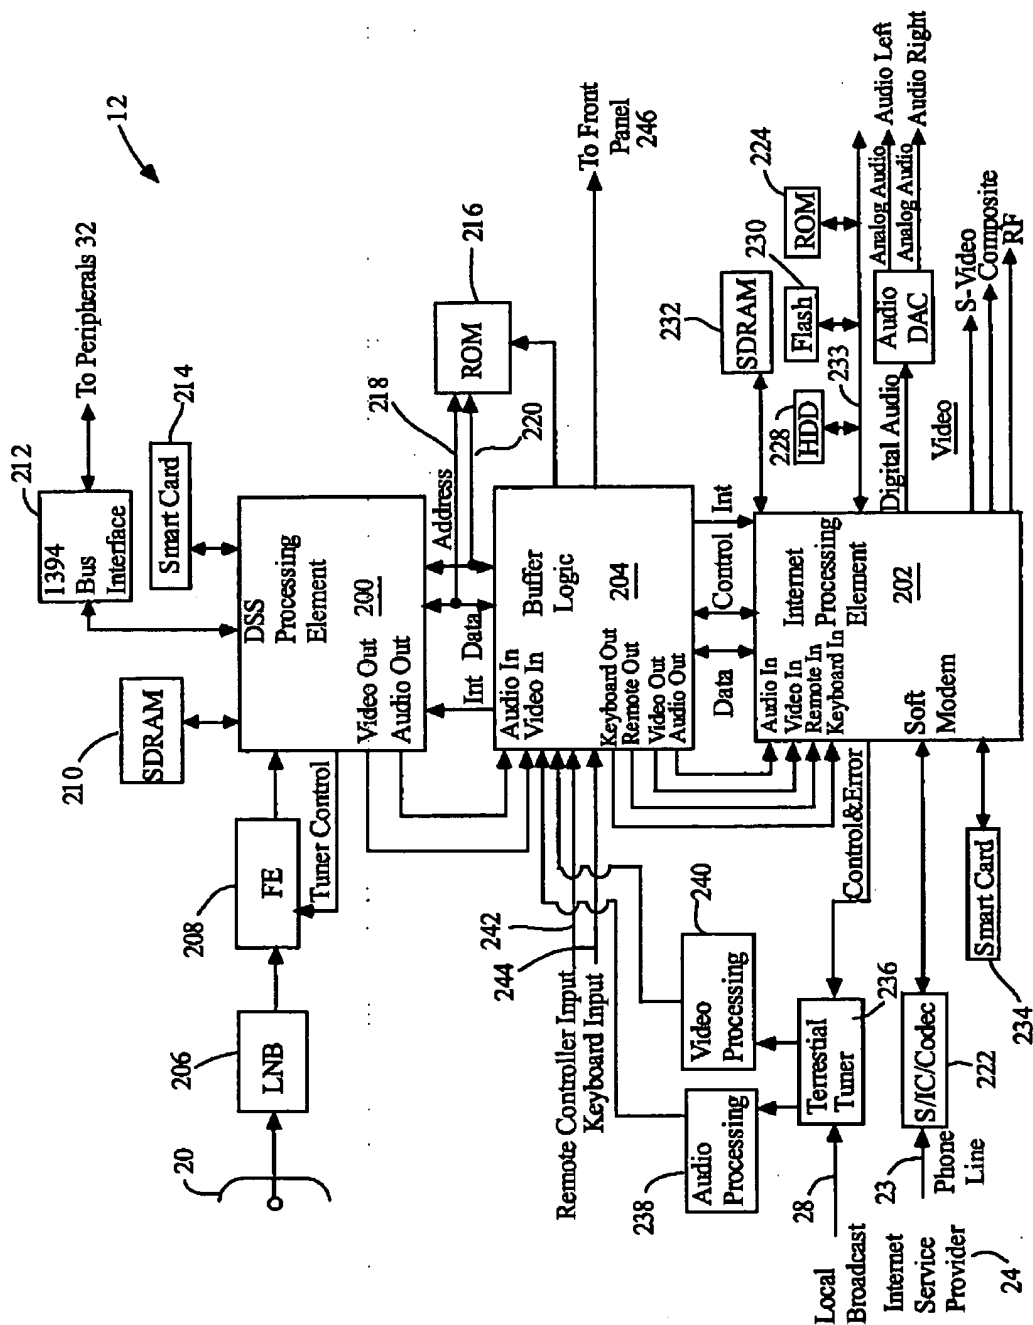 12
20
206
LNB
208
FE
Tuner Control
210
SDRAM
212
1394
Bus
Interface
To Peripherals 32
Smart Card
214
DSS
Processing
Element
200
Video Out
Audio Out
Int
Data
Address
218
220
ROM
216
Audio In
Video In
Buffer
Logic
204
Keyboard Out
Remote Out
Video Out
Audio Out
To Front
Panel
246
Remote Controller Input
Keyboard Input
242
244
Audio
Processing
238
Video
Processing
240
Data
Control
Int
Audio In
Video In
Remote In
Keyboard In
Internet
Processing
Element
202
Soft
Modem
SDRAM
232
HDD
228
Flash
230
ROM
224
233
Digital Audio
Audio
DAC
Analog Audio
Analog Audio
Audio Left
Audio Right
Video
S-Video
Composite
RF
Control&Error
Local
Broadcast
28
Terrestial
Tuner
236
Internet
Service
Provider
24
23
Phone
Line
S/IC/Codec
222
Smart Card
234